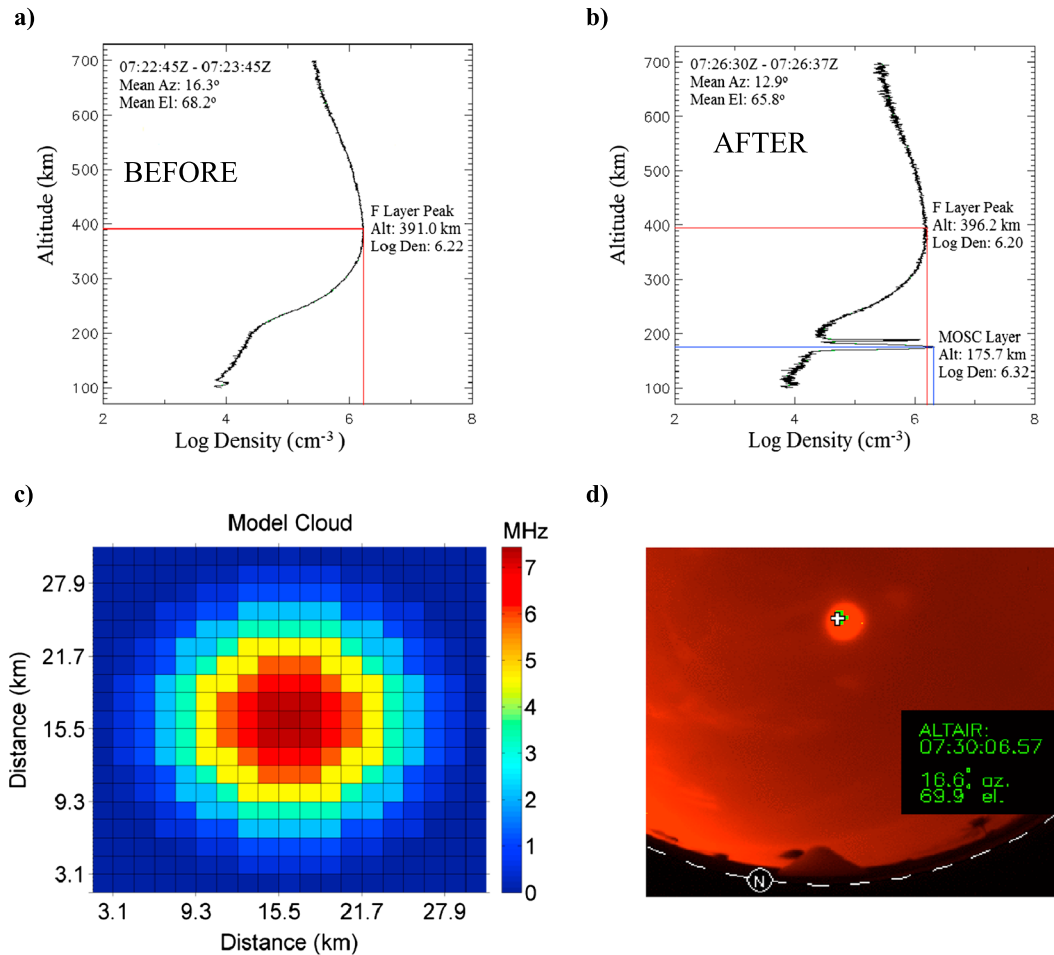 a)
700
600
500
400
300
200
100
Altitude (km)
07:22:45Z - 07:23:45Z
Mean Az: 16.3º
Mean El: 68.2º
BEFORE
F Layer Peak
Alt: 391.0 km
Log Den: 6.22
2 4 6 8
Log Density (cm-3 )
b)
700
600
500
400
300
200
100
Altitude (km)
07:26:30Z - 07:26:37Z
Mean Az: 12.9º
Mean El: 65.8º
AFTER
F Layer Peak
Alt: 396.2 km
Log Den: 6.20
MOSC Layer
Alt: 175.7 km
Log Den: 6.32
2 4 6 8
Log Density (cm-3)
c)
Model Cloud
MHz
27.9
21.7
15.5
9.3
3.1
Distance (km)
3.1 9.3 15.5 21.7 27.9
Distance (km)
7
6
5
4
3
2
1
0
d)
ALTAIR:
07:30:06.57
16.6° az.
69.9° el.
N